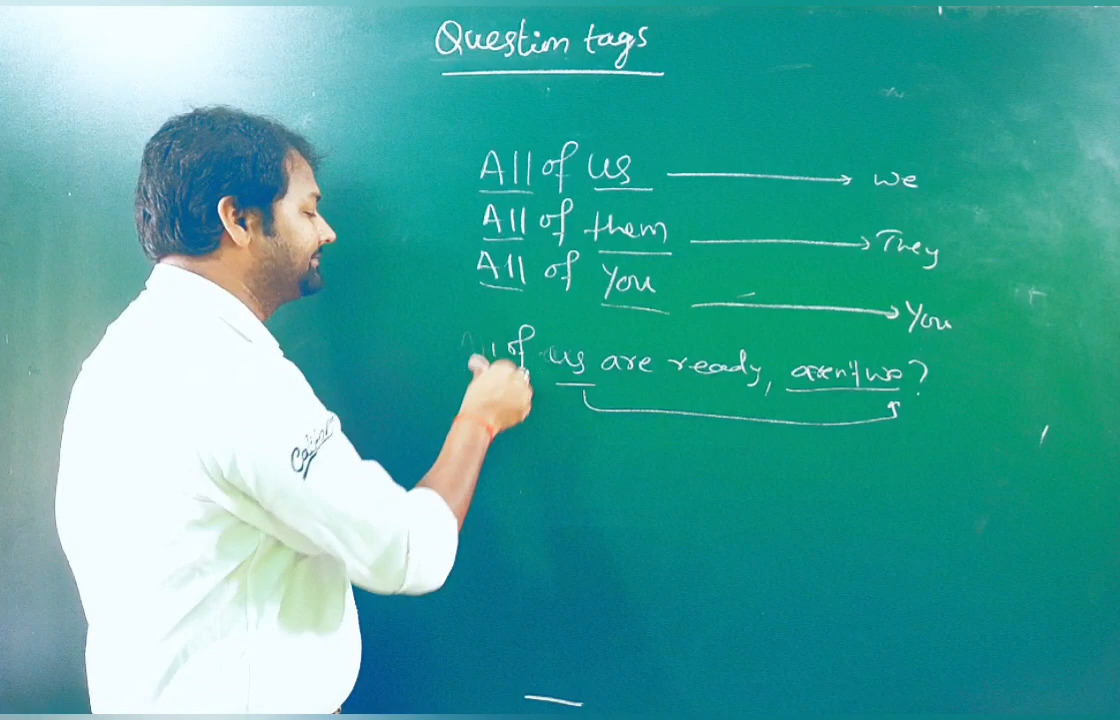 Question tags
All of us → we
All of them → They
All of you → you
All of us are ready, aren't we?